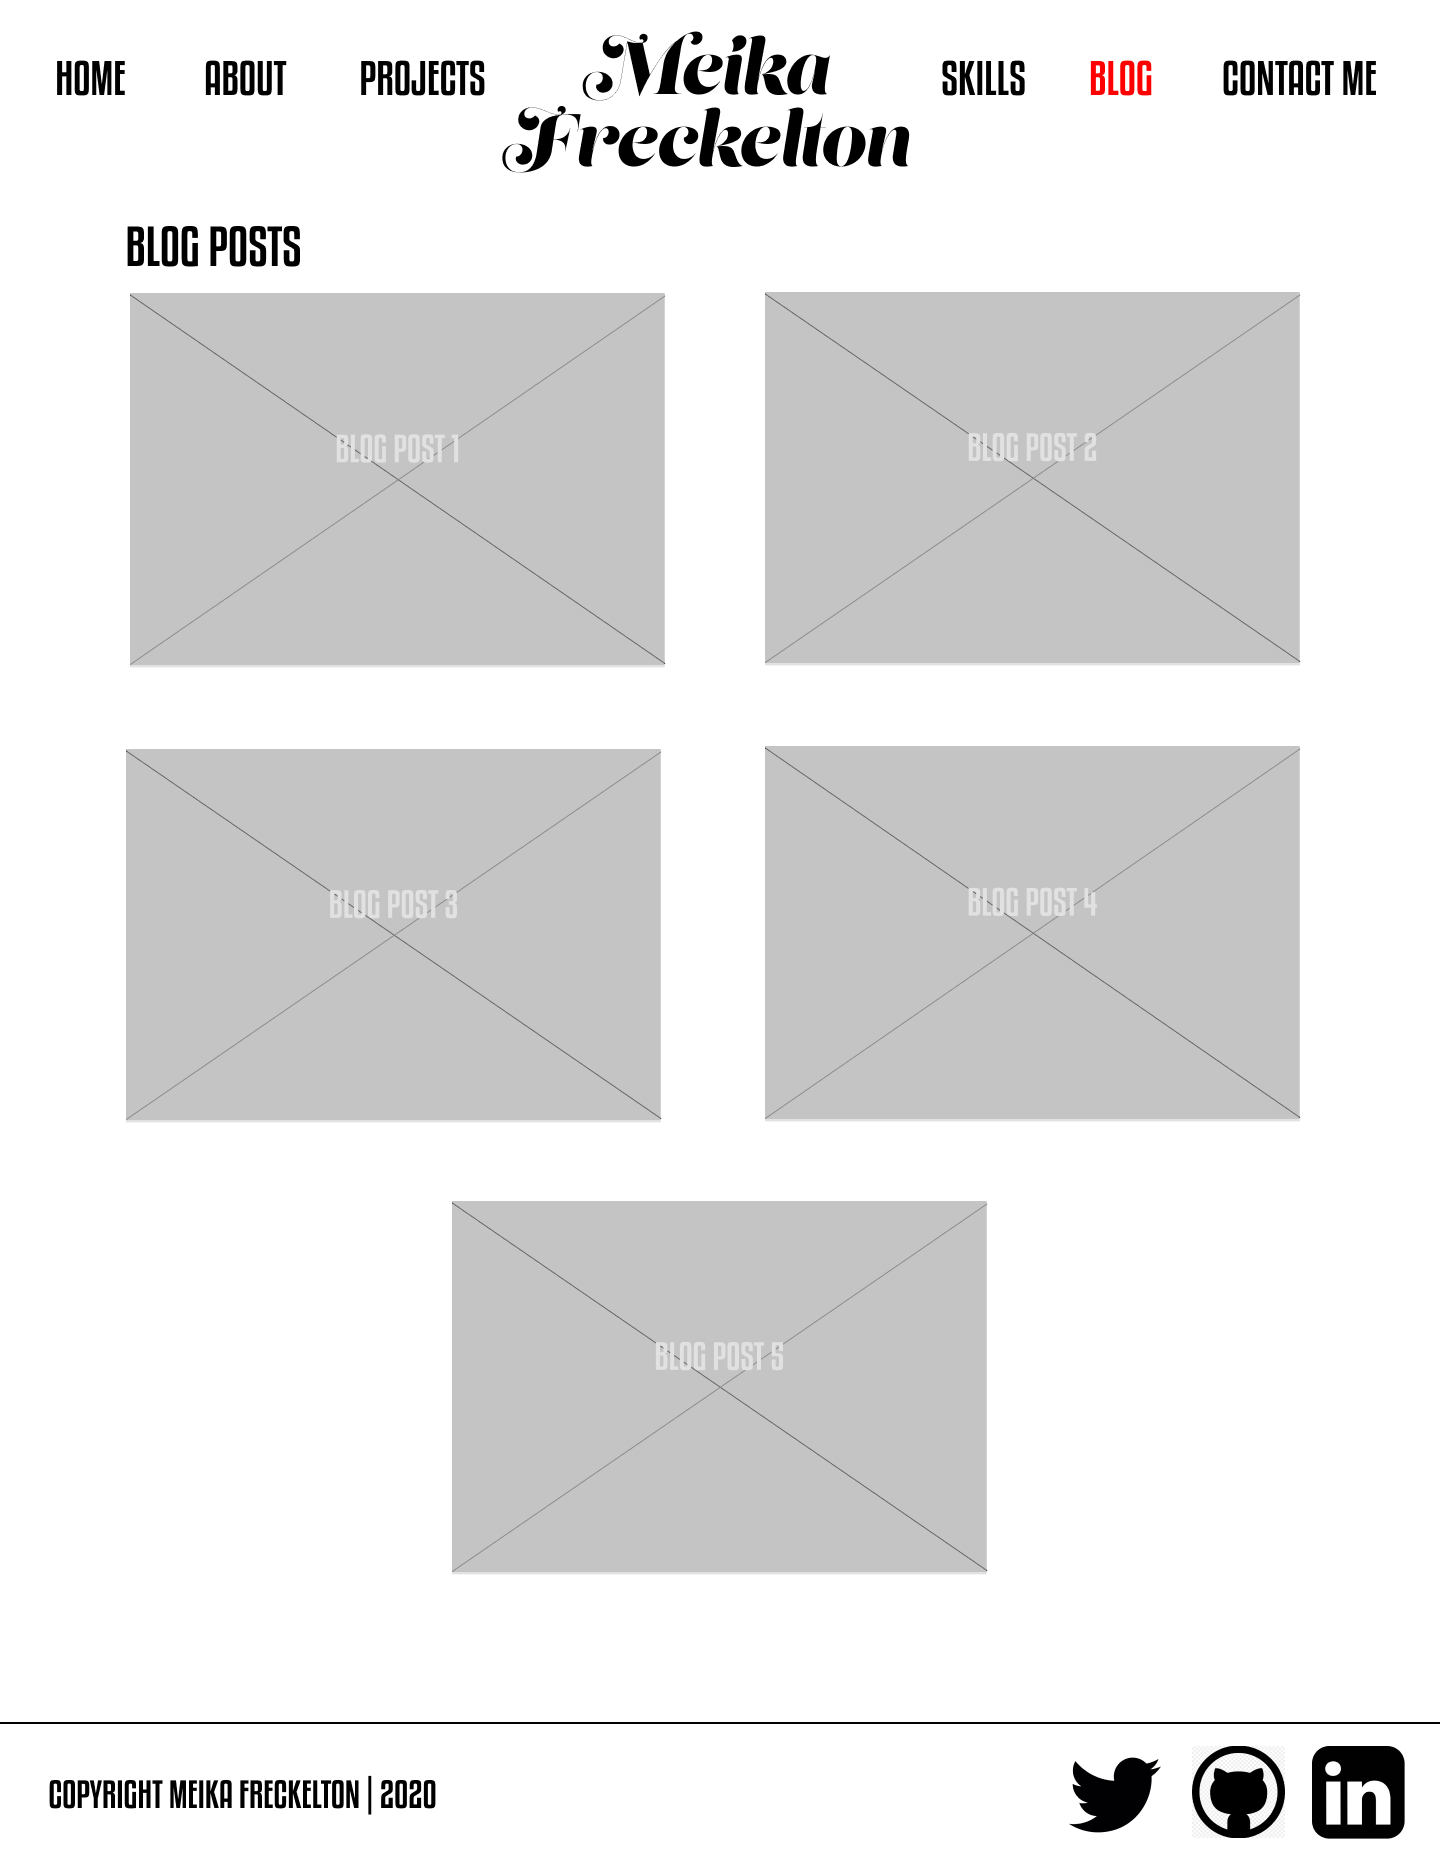 HOME ABOUT PROJECTS Meika Freckelton SKILLS BLOG CONTACT ME
BLOG POSTS
BLOG POST 1
BLOG POST 2
BLOG POST 3
BLOG POST 4
BLOG POST 5
COPYRIGHT MEIKA FRECKELTON | 2020
in